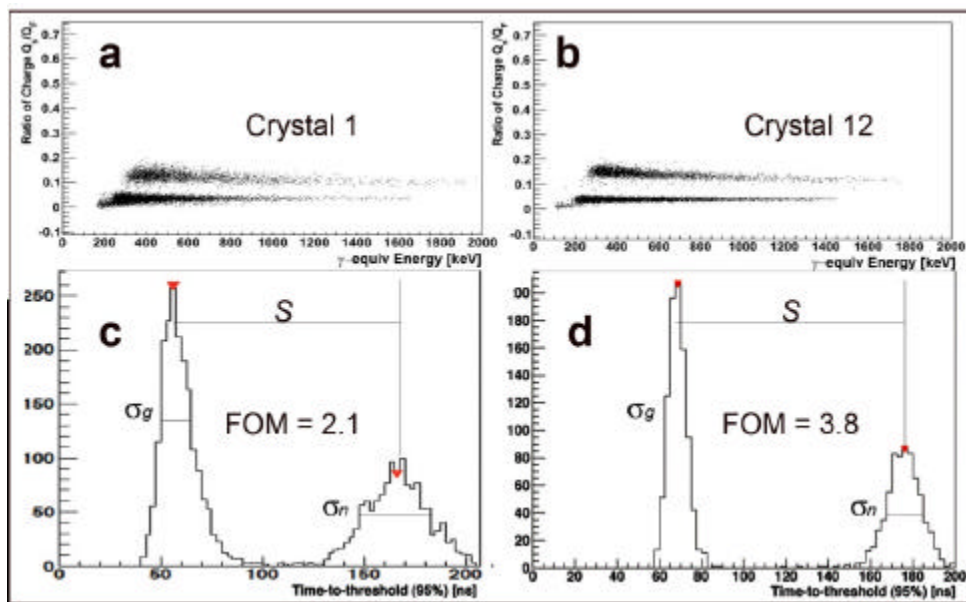 Ratio of Charge Qs/QF
0.7
0.6
0.5
0.4
0.3
0.2
0.1
0
-0.1
a
Crystal 1
0 200 400 600 800 1000 1200 1400 1600 1800 2000
γ-equiv Energy [keV]
Ratio of Charge Qs/QF
0.7
0.6
0.5
0.4
0.3
0.2
0.1
0
-0.1
b
Crystal 12
0 200 400 600 800 1000 1200 1400 1600 1800 2000
γ-equiv Energy [keV]
250
200
150
100
50
0
c
S
σg
FOM = 2.1
σn
0 50 100 150 200
Time-to-threshold (95%) [ns]
200
180
160
140
120
100
80
60
40
20
0
d
S
σg
FOM = 3.8
σn
0 20 40 60 80 100 120 140 160 180 200
Time-to-threshold (95%) [ns]